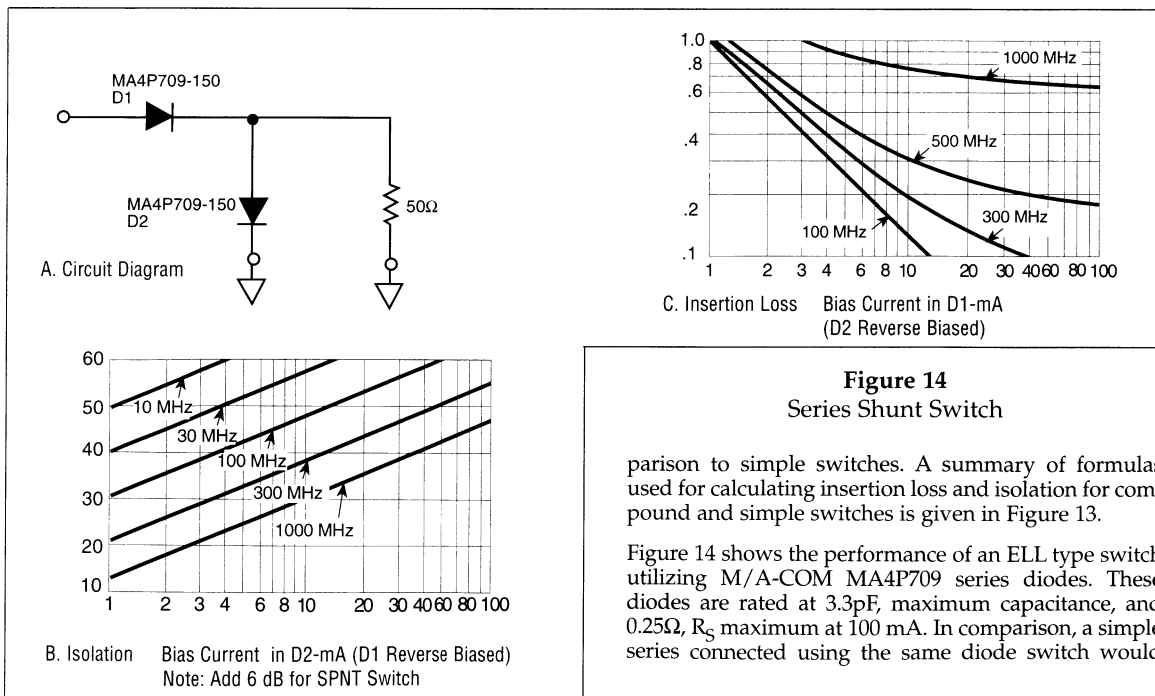 MA4P709-150
D1
MA4P709-150
D2
50Ω
A. Circuit Diagram
1.0
.8
.6
.4
.2
.1
1000 MHz
500 MHz
300 MHz
100 MHz
1 2 3 4 6 8 10 20 30 40 60 80 100
C. Insertion Loss Bias Current in D1-mA
(D2 Reverse Biased)
60
50
40
30
20
10
10 MHz
30 MHz
100 MHz
300 MHz
1000 MHz
1 2 3 4 6 8 10 20 30 40 60 80 100
B. Isolation Bias Current in D2-mA (D1 Reverse Biased)
Note: Add 6 dB for SPNT Switch
Figure 14
Series Shunt Switch
parison to simple switches. A summary of formulas
used for calculating insertion loss and isolation for com
pound and simple switches is given in Figure 13.
Figure 14 shows the performance of an ELL type switch
utilizing M/A-COM MA4P709 series diodes. These
diodes are rated at 3.3pF, maximum capacitance, and
0.25Ω, RS maximum at 100 mA. In comparison, a simple
series connected using the same diode switch would